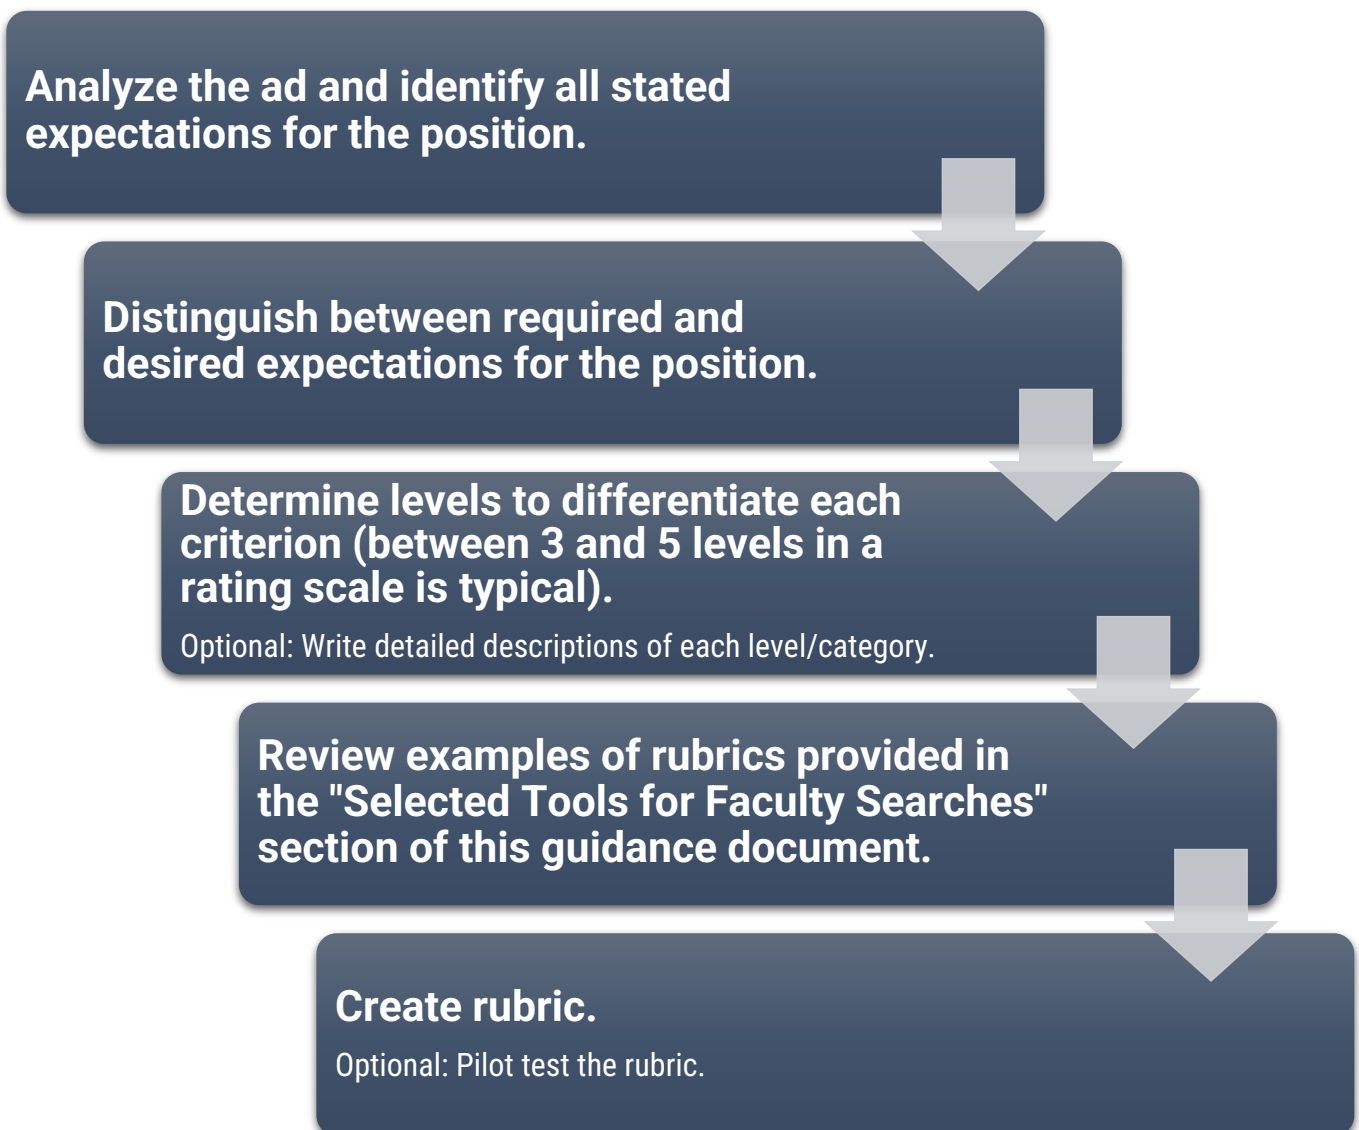 Analyze the ad and identify all stated
expectations for the position.
Distinguish between required and
desired expectations for the position.
Determine levels to differentiate each
criterion (between 3 and 5 levels in a
rating scale is typical).
Optional: Write detailed descriptions of each level/category.
Review examples of rubrics provided in
the "Selected Tools for Faculty Searches"
section of this guidance document.
Create rubric.
Optional: Pilot test the rubric.